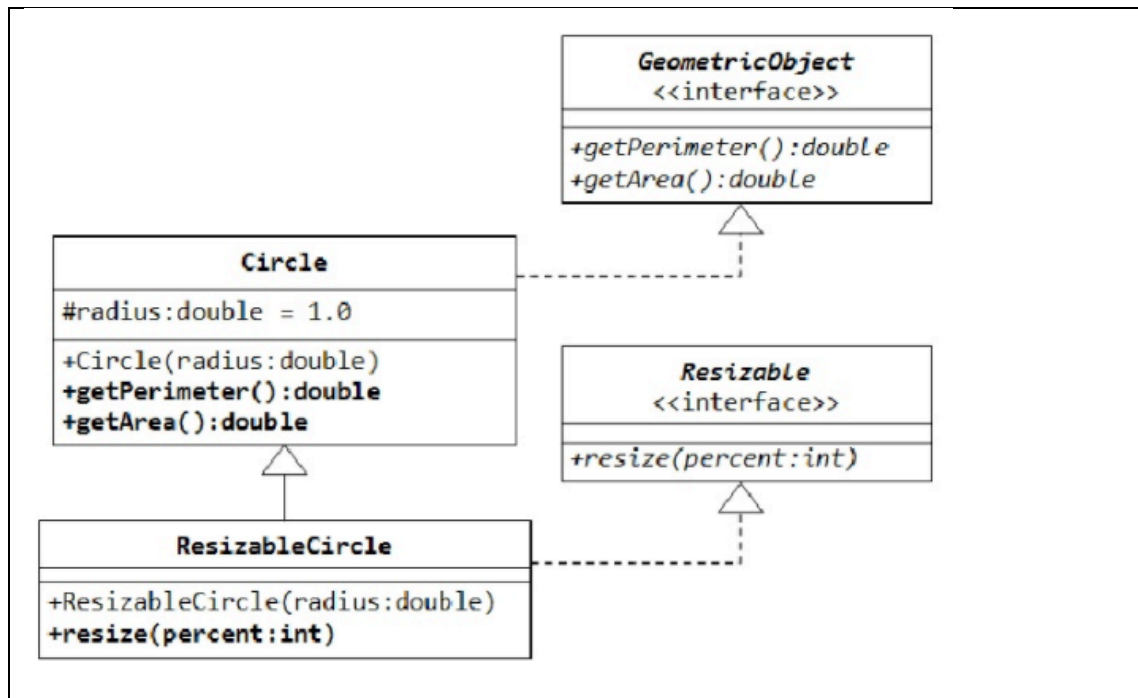 GeometricObject
<<interface>>
+getPerimeter():double
+getArea():double
Circle
#radius:double = 1.0
+Circle(radius:double)
+getPerimeter():double
+getArea():double
Resizable
<<interface>>
+resize(percent:int)
ResizableCircle
+ResizableCircle(radius:double)
+resize(percent:int)